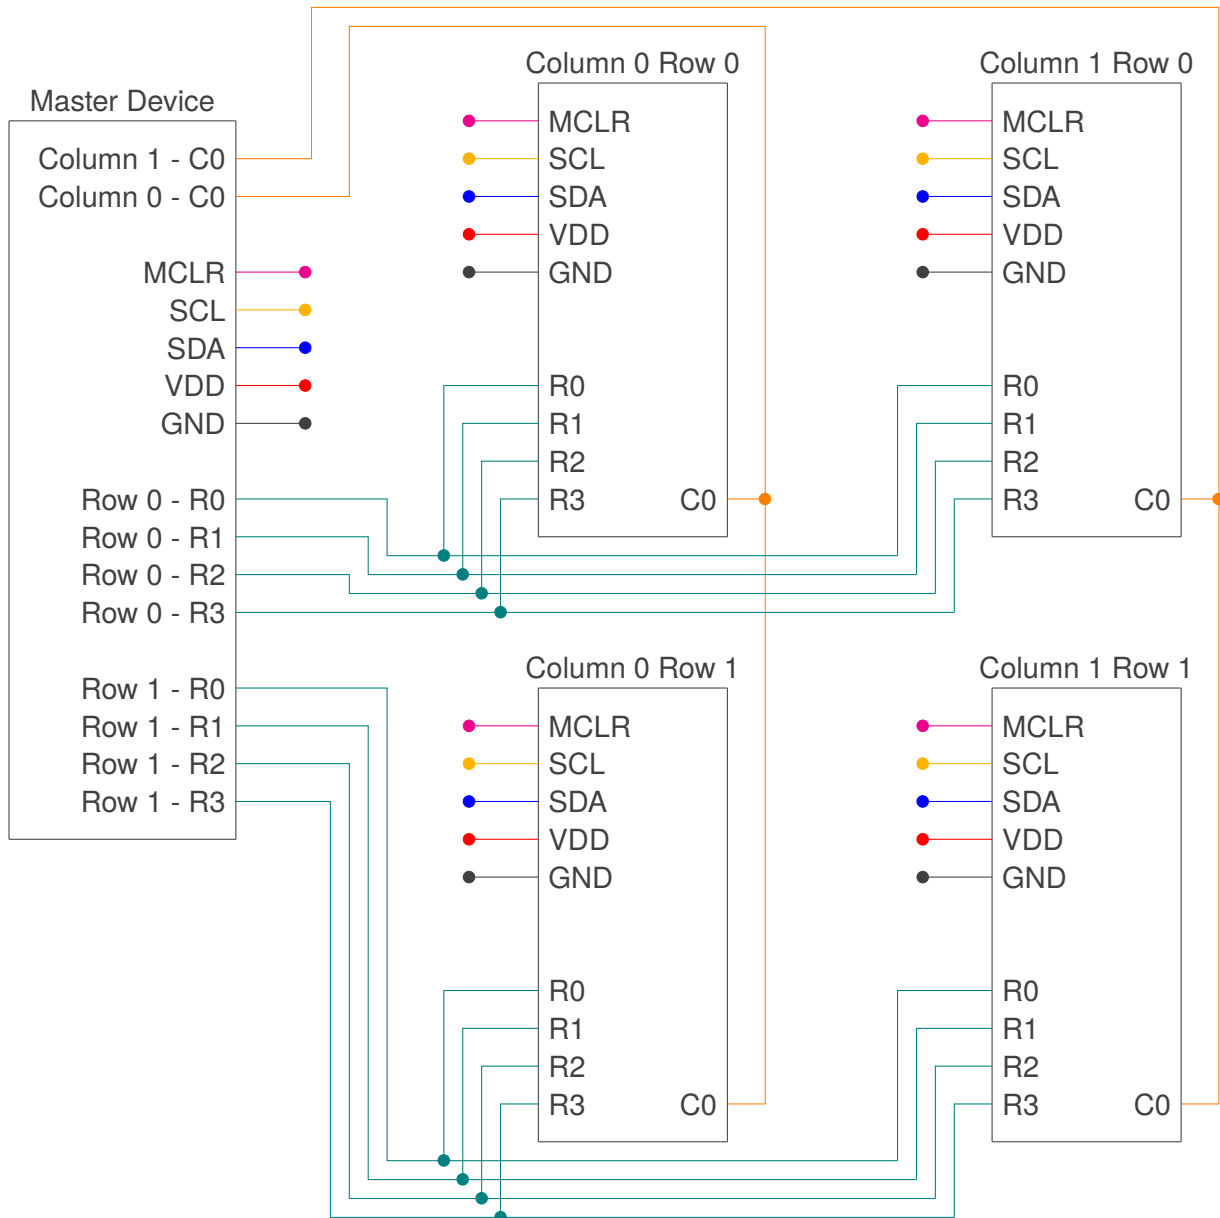 Master Device
Column 1 - C0
Column 0 - C0
MCLR
SCL
SDA
VDD
GND
Row 0 - R0
Row 0 - R1
Row 0 - R2
Row 0 - R3
Row 1 - R0
Row 1 - R1
Row 1 - R2
Row 1 - R3
Column 0 Row 0
MCLR
SCL
SDA
VDD
GND
R0
R1
R2
R3 C0
Column 1 Row 0
MCLR
SCL
SDA
VDD
GND
R0
R1
R2
R3 C0
Column 0 Row 1
MCLR
SCL
SDA
VDD
GND
R0
R1
R2
R3 C0
Column 1 Row 1
MCLR
SCL
SDA
VDD
GND
R0
R1
R2
R3 C0